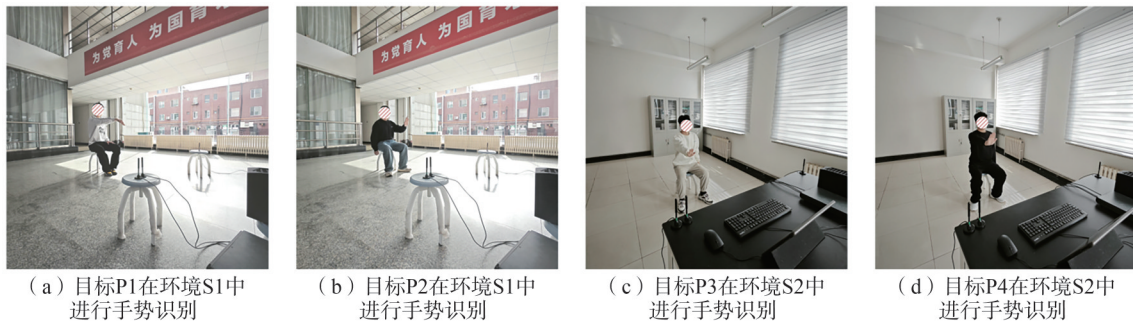 为党育人 为国育
为党育人 为国育
（a）目标P1在环境S1中
进行手势识别
（b）目标P2在环境S1中
进行手势识别
（c）目标P3在环境S2中
进行手势识别
（d）目标P4在环境S2中
进行手势识别